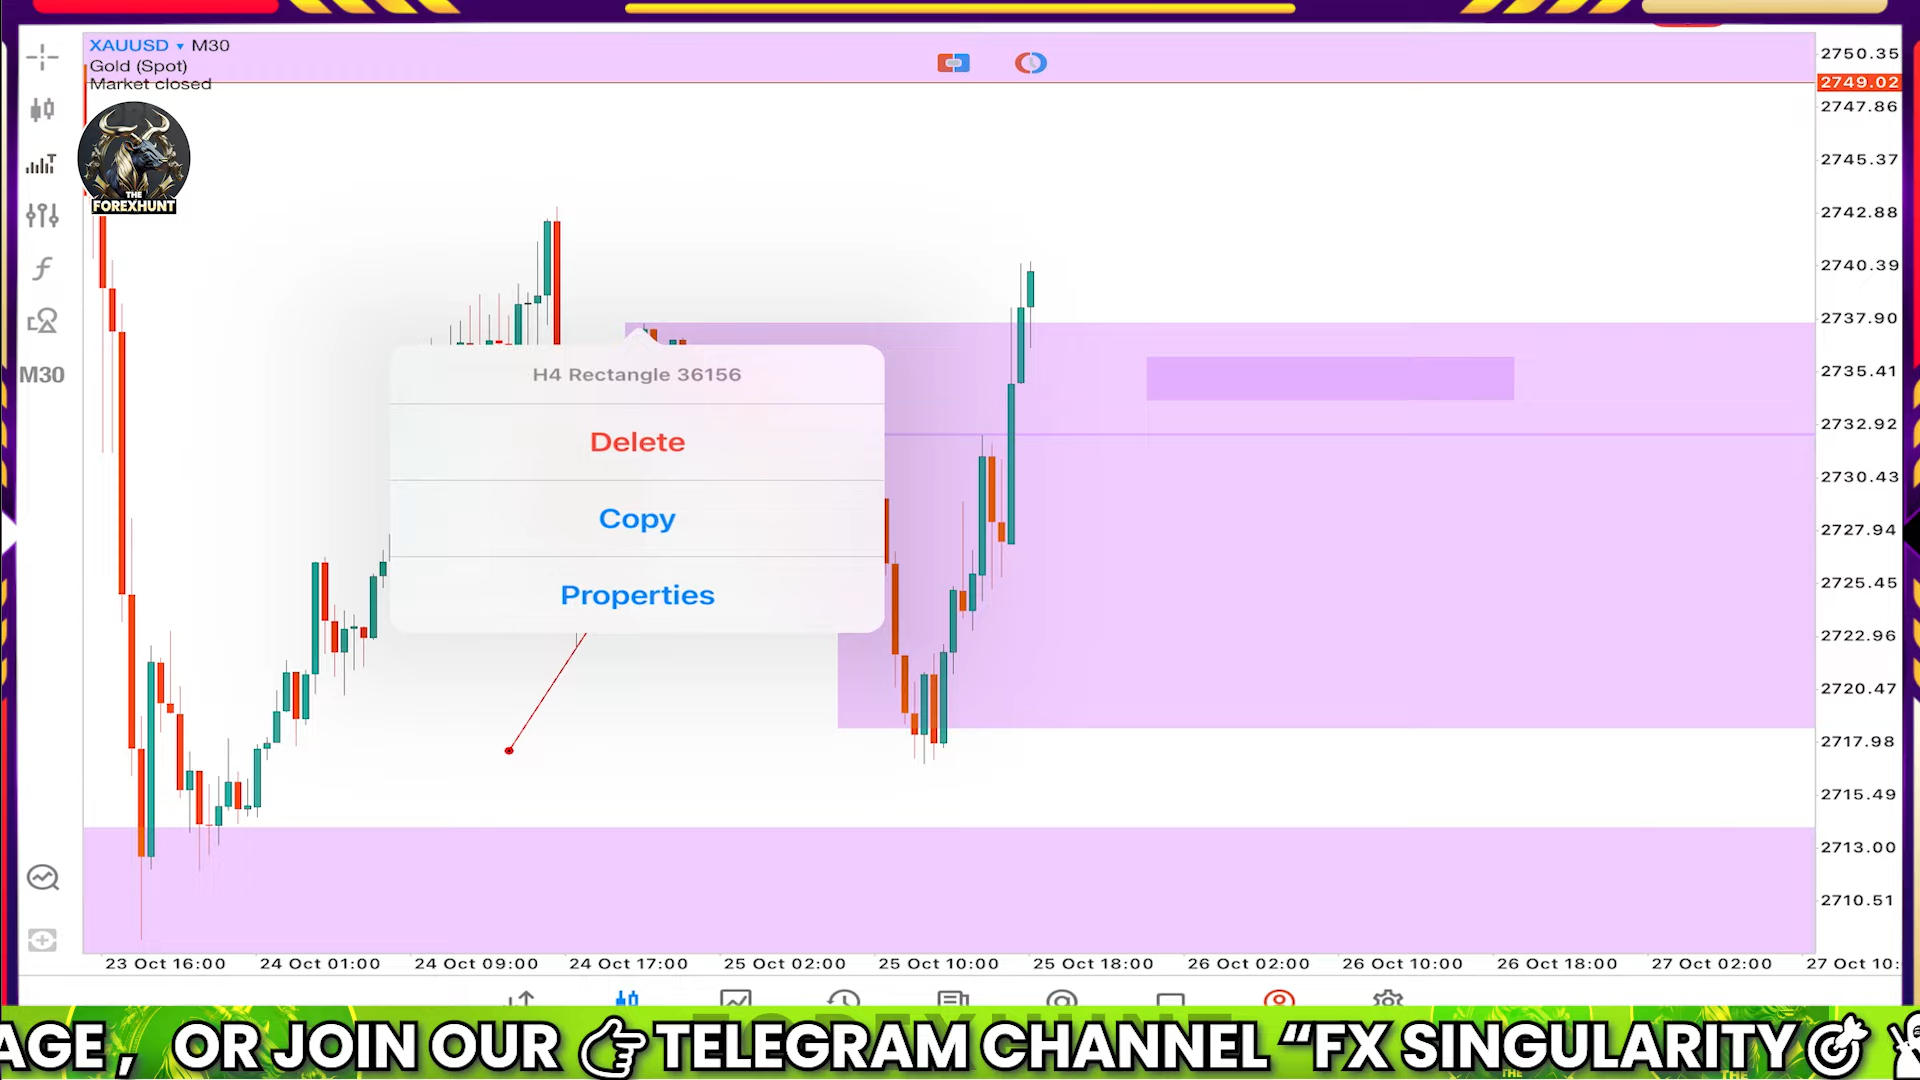 XAUUSD ▾ M30
Gold (Spot)
Market closed
THE
FOREXHUNT
M30
H4 Rectangle 36156
Delete
Copy
Properties
2750.35
2749.02
2747.86
2745.37
2742.88
2740.39
2737.90
2735.41
2732.92
2730.43
2727.94
2725.45
2722.96
2720.47
2717.98
2715.49
2713.00
2710.51
23 Oct 16:00 24 Oct 01:00 24 Oct 09:00 24 Oct 17:00 25 Oct 02:00 25 Oct 10:00 25 Oct 18:00 26 Oct 02:00 26 Oct 10:00 26 Oct 18:00 27 Oct 02:00 27 Oct 10:
AGE, OR JOIN OUR 👉 TELEGRAM CHANNEL “FX SINGULARITY 🎯